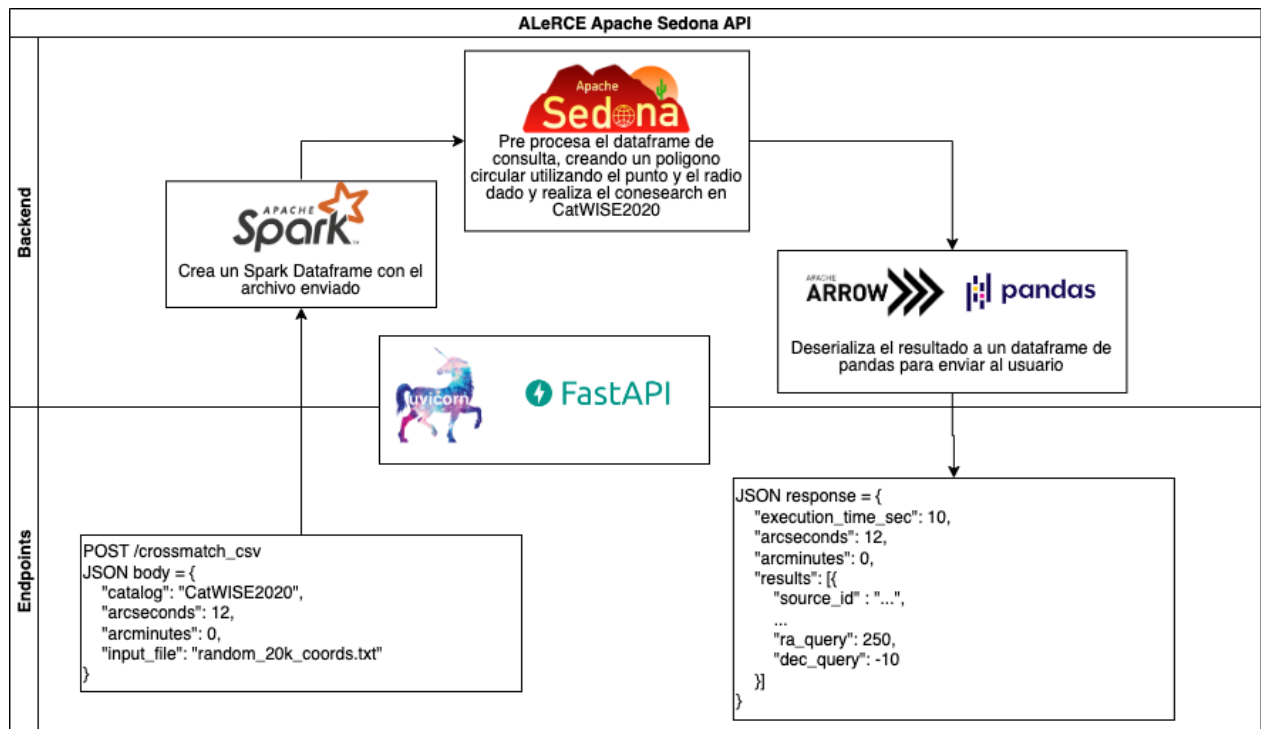 ALeRCE Apache Sedona API
Backend
Apache
Sedona
Pre procesa el dataframe de
consulta, creando un poligono
circular utilizando el punto y el radio
dado y realiza el conesearch en
CatWISE2020
APACHE
Spark
Crea un Spark Dataframe con el
archivo enviado
APACHE
ARROW
pandas
Deserializa el resultado a un dataframe de
pandas para enviar al usuario
uvicorn
FastAPI
Endpoints
POST /crossmatch_csv
JSON body = {
"catalog": "CatWISE2020",
"arcseconds": 12,
"arcminutes": 0,
"input_file": "random_20k_coords.txt"
}
JSON response = {
"execution_time_sec": 10,
"arcseconds": 12,
"arcminutes": 0,
"results": [{
"source_id" : "...",
...
"ra_query": 250,
"dec_query": -10
}]
}